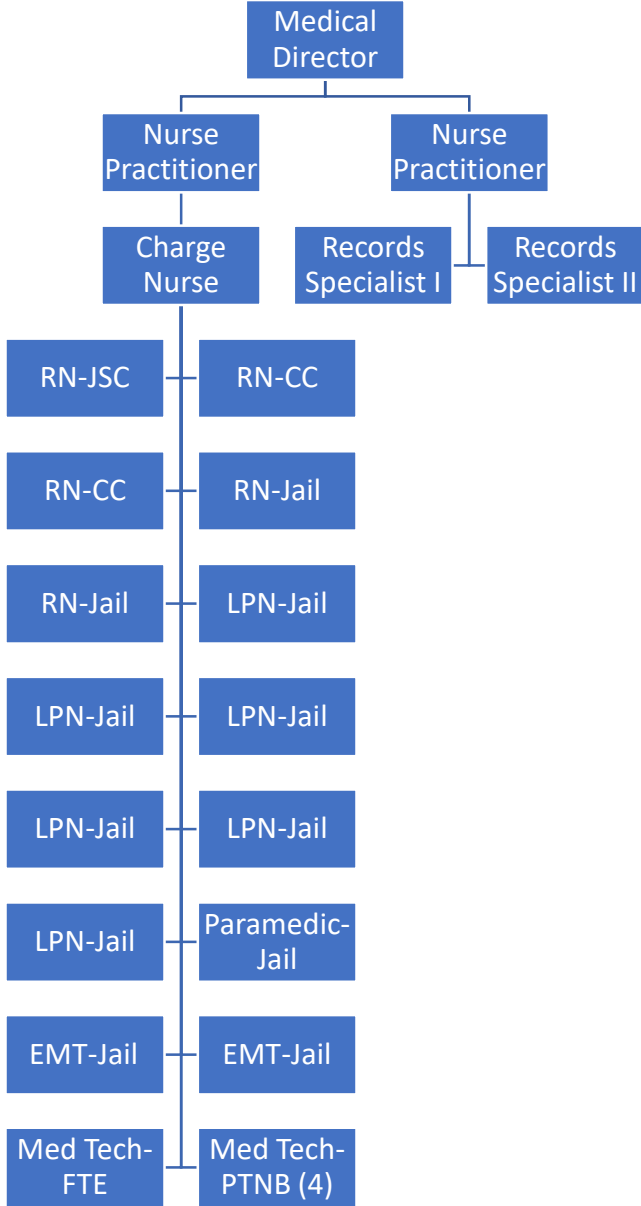 Medical
Director
Nurse
Practitioner
Nurse
Practitioner
Charge
Nurse
Records
Specialist I
Records
Specialist II
RN-JSC
RN-CC
RN-CC
RN-Jail
RN-Jail
LPN-Jail
LPN-Jail
LPN-Jail
LPN-Jail
LPN-Jail
LPN-Jail
Paramedic-
Jail
EMT-Jail
EMT-Jail
Med Tech-
FTE
Med Tech-
PTNB (4)